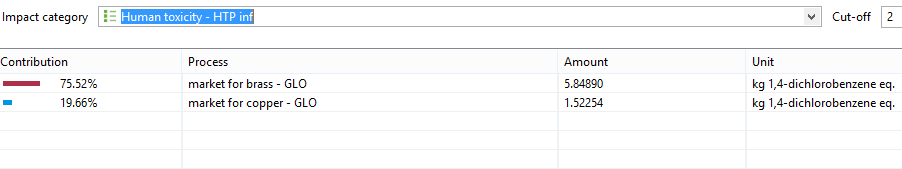 Impact category Human toxicity - HTP inf Cut-off 2
Contribution Process Amount Unit
75.52% market for brass - GLO 5.84890 kg 1,4-dichlorobenzene eq.
19.66% market for copper - GLO 1.52254 kg 1,4-dichlorobenzene eq.